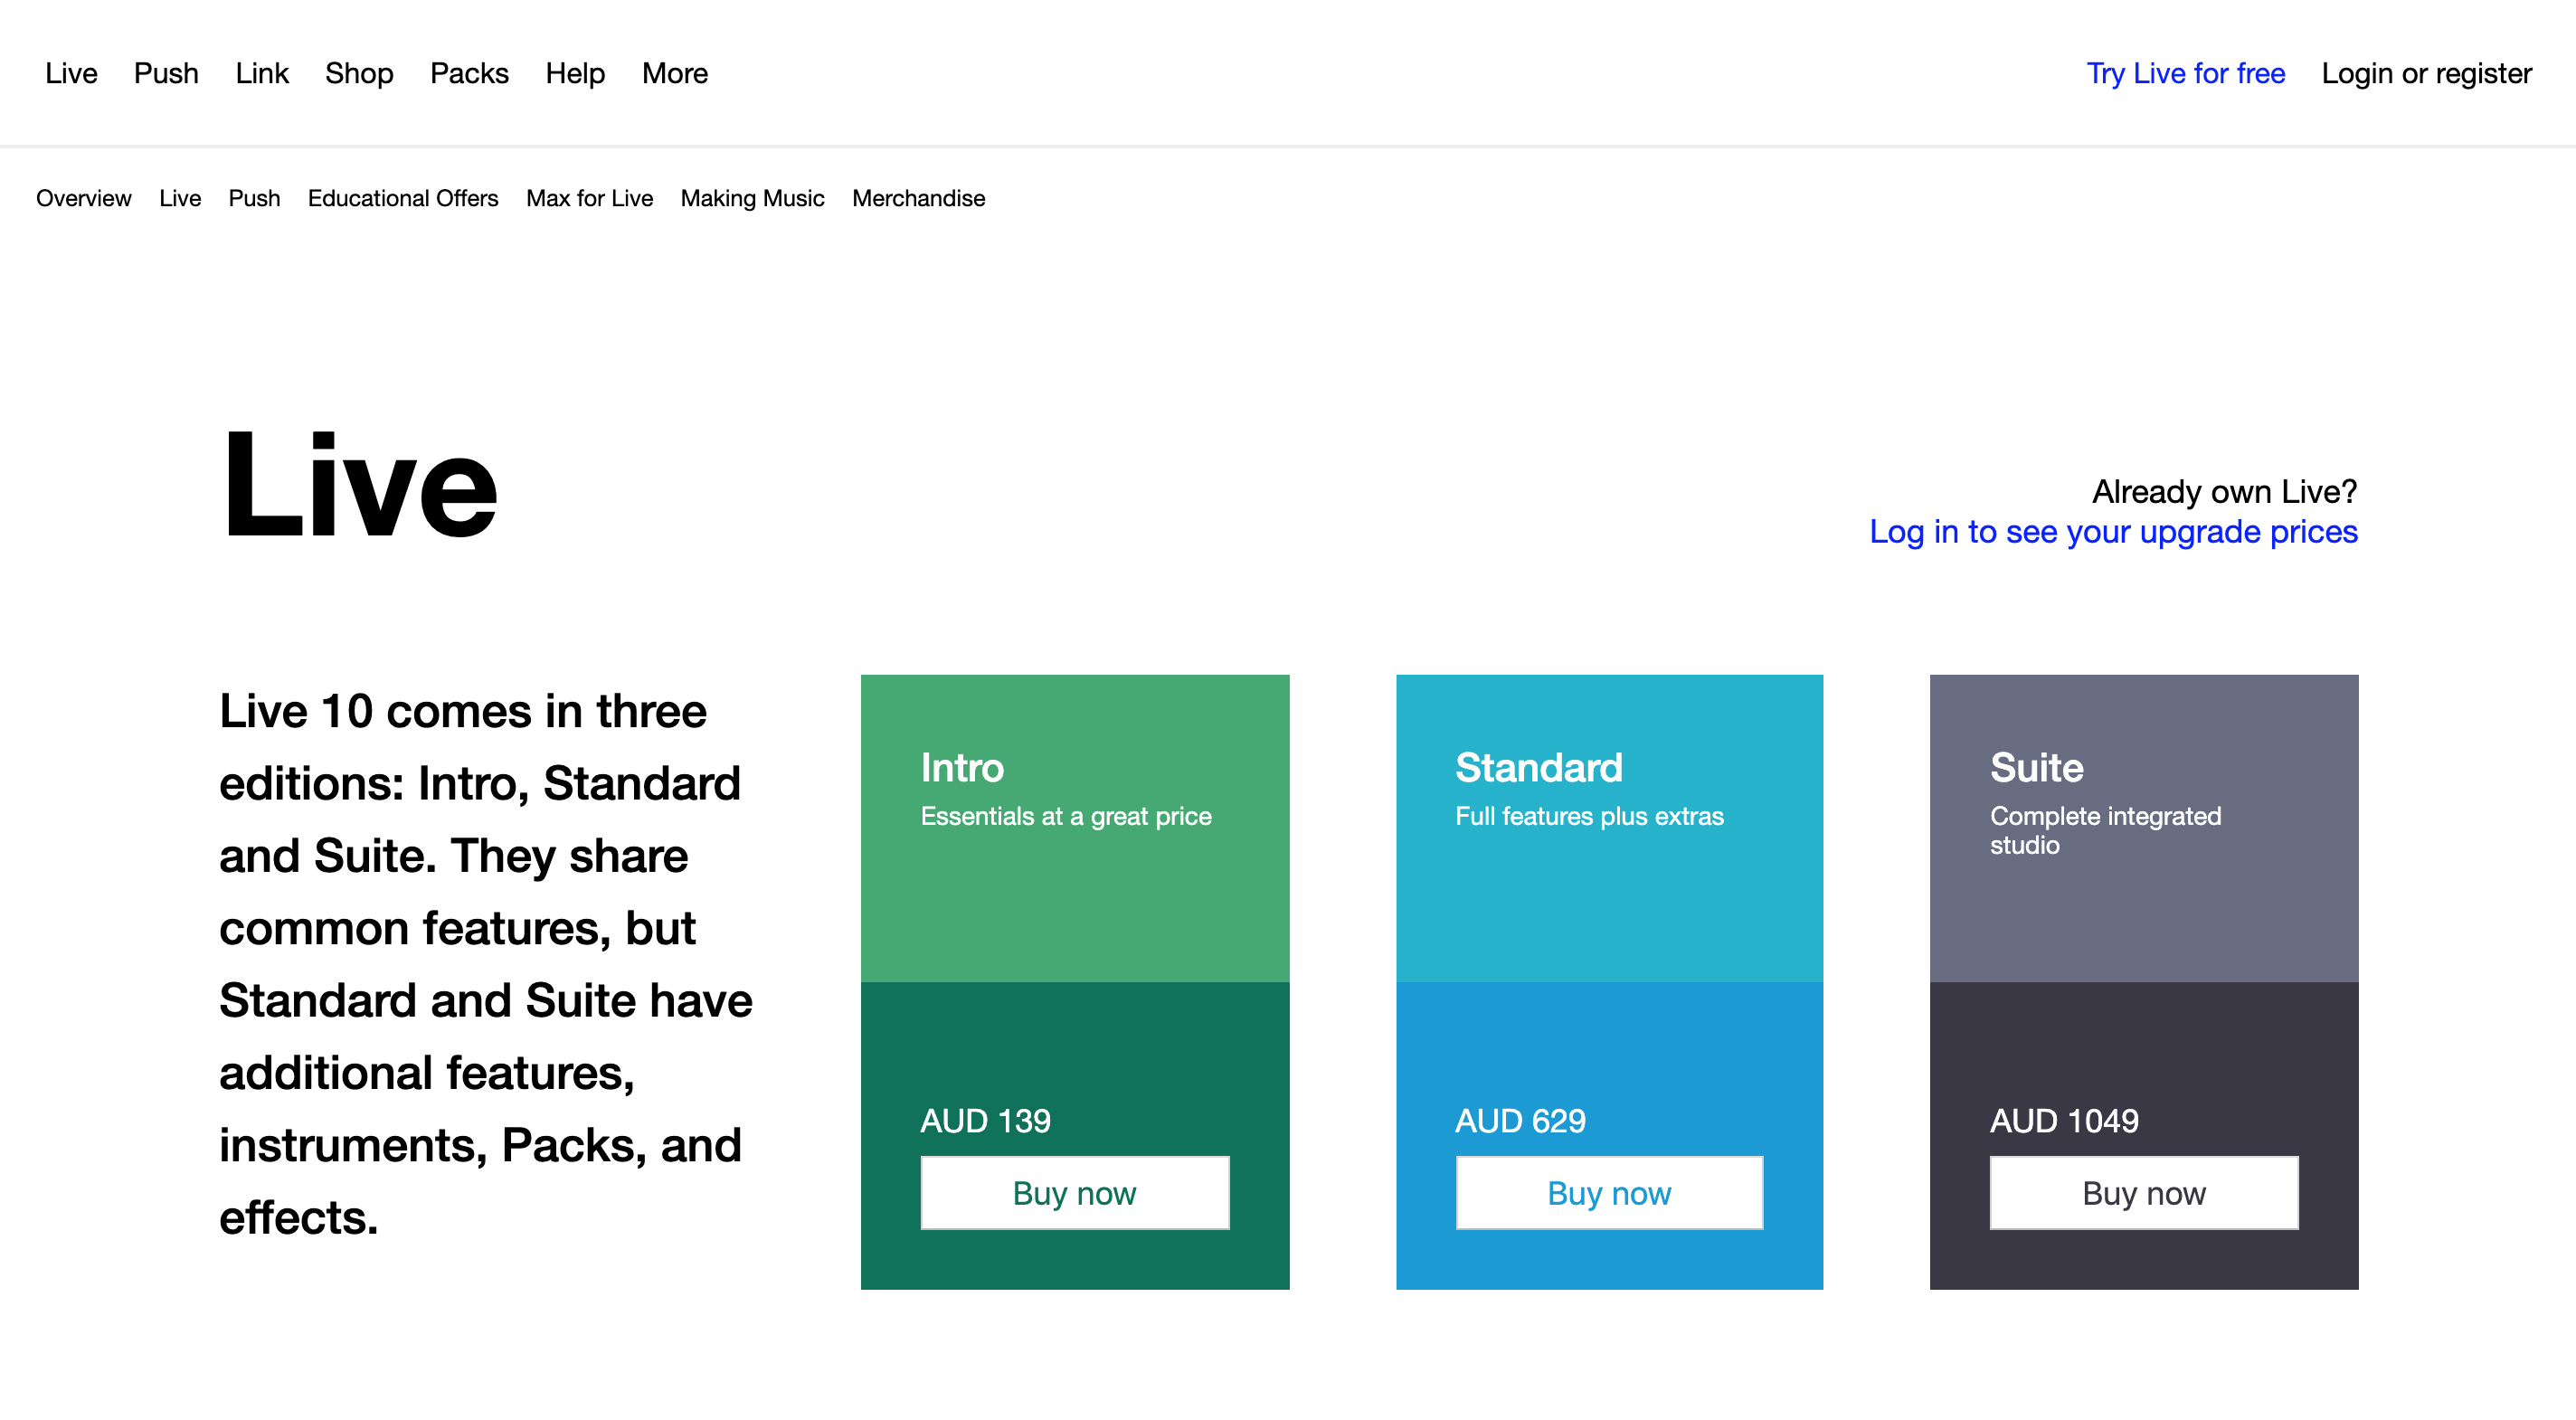 Live Push Link Shop Packs Help More Try Live for free Login or register
Overview Live Push Educational Offers Max for Live Making Music Merchandise
Live
Already own Live?
Log in to see your upgrade prices
Live 10 comes in three
editions: Intro, Standard
and Suite. They share
common features, but
Standard and Suite have
additional features,
instruments, Packs, and
effects.
Intro
Essentials at a great price
AUD 139
Buy now
Standard
Full features plus extras
AUD 629
Buy now
Suite
Complete integrated
studio
AUD 1049
Buy now